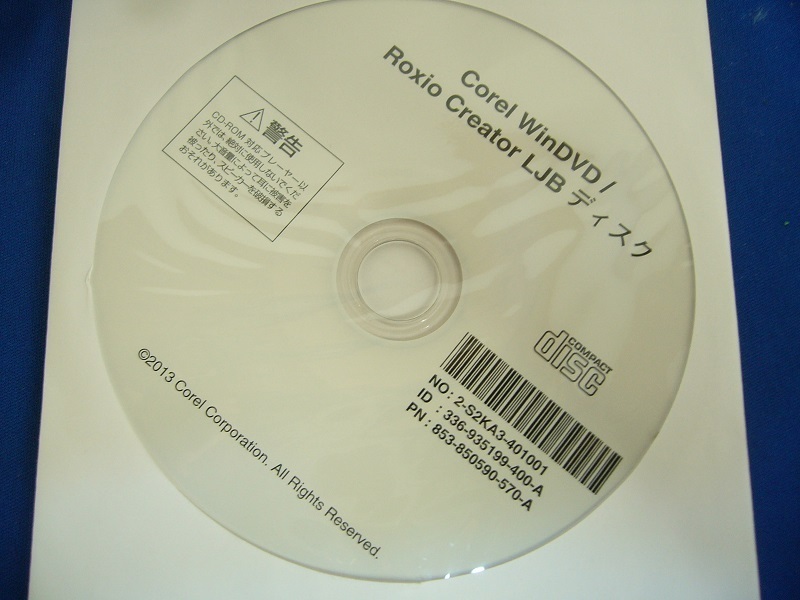 Corel WinDVD /
Roxio Creator LJB ディスク
警告
CD-ROM 対応プレーヤー以
外では、絶対に使用しないでくだ
さい。大音量によって耳に被害を
被ったり、スピーカーを破損する
おそれがあります。
COMPACT
disc
NO: 2-S2KA3-401001
ID : 336-935199-400-A
PN : 853-850590-570-A
©2013 Corel Corporation. All Rights Reserved.